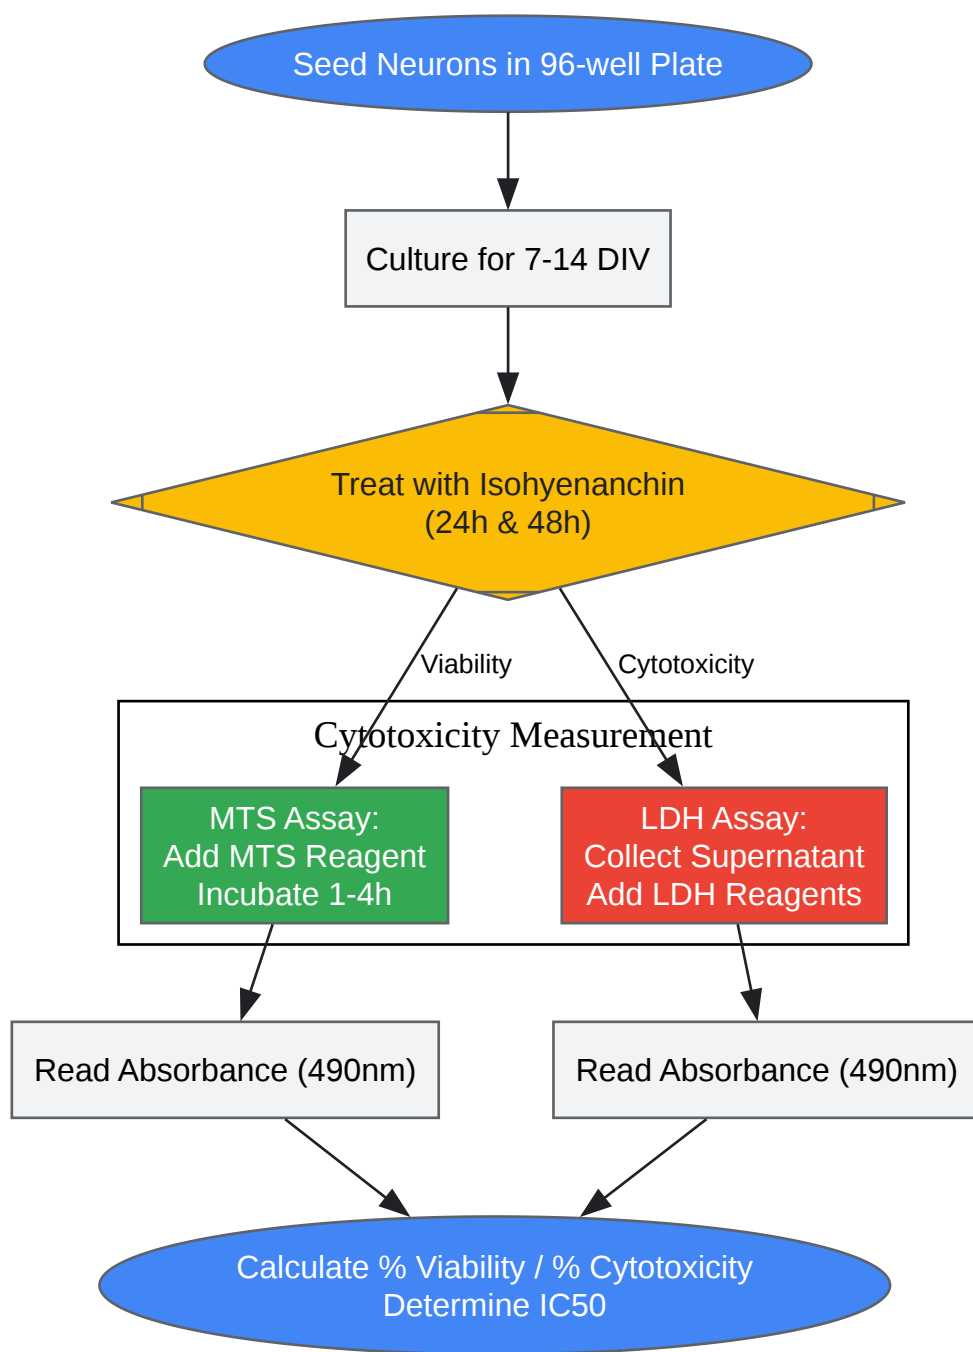 Seed Neurons in 96-well Plate
Culture for 7-14 DIV
Treat with Isohyenanchin
(24h & 48h)
Viability
Cytotoxicity
Cytotoxicity Measurement
MTS Assay:
Add MTS Reagent
Incubate 1-4h
LDH Assay:
Collect Supernatant
Add LDH Reagents
Read Absorbance (490nm)
Read Absorbance (490nm)
Calculate % Viability / % Cytotoxicity
Determine IC50